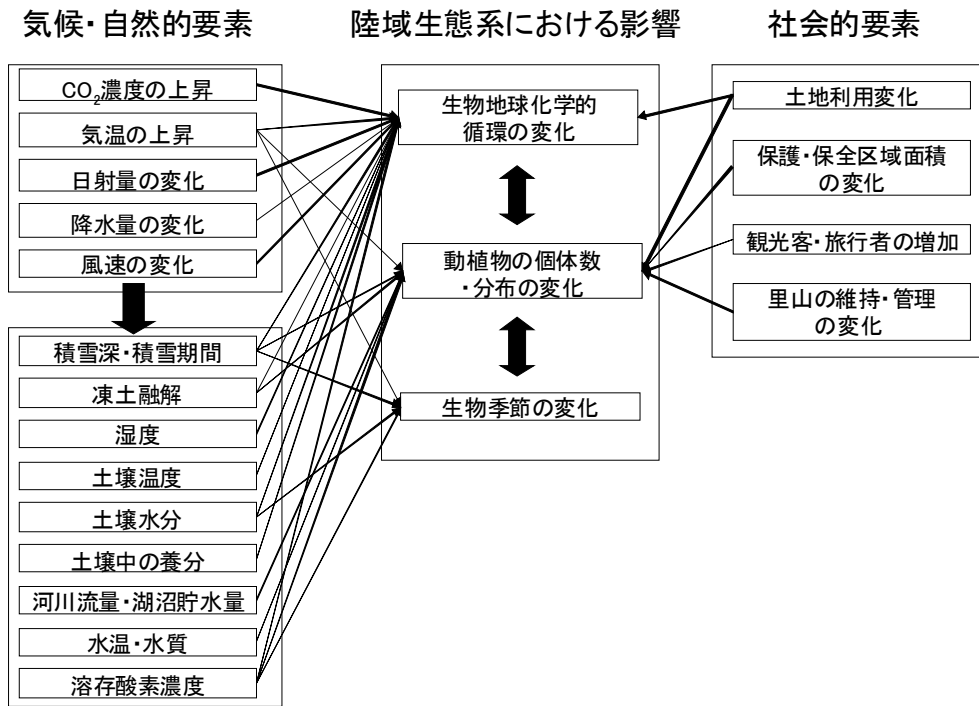 気候・自然的要素
CO₂濃度の上昇
気温の上昇
日射量の変化
降水量の変化
風速の変化
積雪深・積雪期間
凍土融解
湿度
土壌温度
土壌水分
土壌中の養分
河川流量・湖沼貯水量
水温・水質
溶存酸素濃度
陸域生態系における影響
生物地球化学的
循環の変化
動植物の個体数
・分布の変化
生物季節の変化
社会的要素
土地利用変化
保護・保全区域面積
の変化
観光客・旅行者の増加
里山の維持・管理
の変化